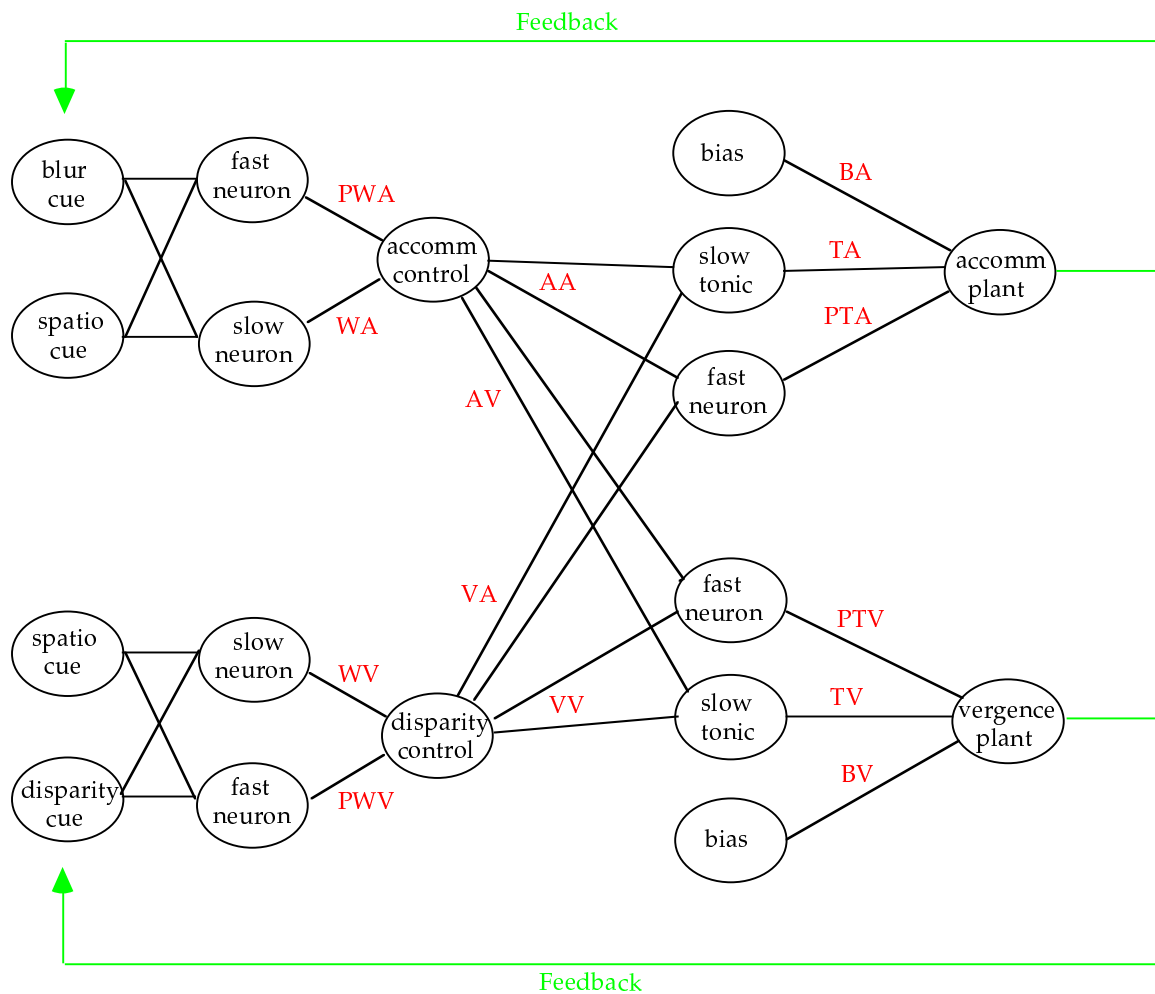 Feedback
blur
cue
fast
neuron
PWA
bias
BA
accomm
control
slow
tonic
TA
accomm
plant
AA
spatio
cue
slow
neuron
WA
PTA
fast
neuron
AV
VA
fast
neuron
PTV
spatio
cue
slow
neuron
WV
VV
slow
tonic
TV
vergence
plant
disparity
control
disparity
cue
fast
neuron
PWV
BV
bias
Feedback